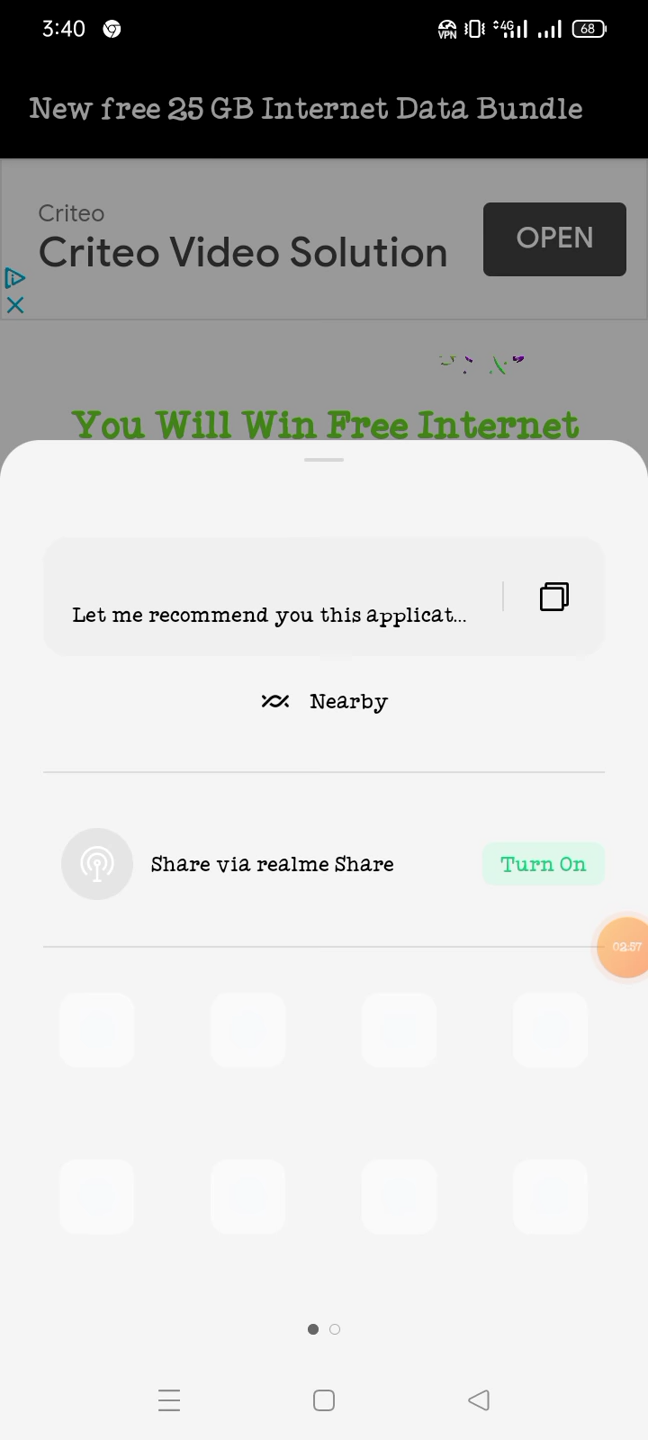 3:40
VPN 4G 68
New free 25 GB Internet Data Bundle
Criteo
Criteo Video Solution
OPEN
You Will Win Free Internet
Let me recommend you this applicat...
Nearby
Share via realme Share
Turn On
02:57